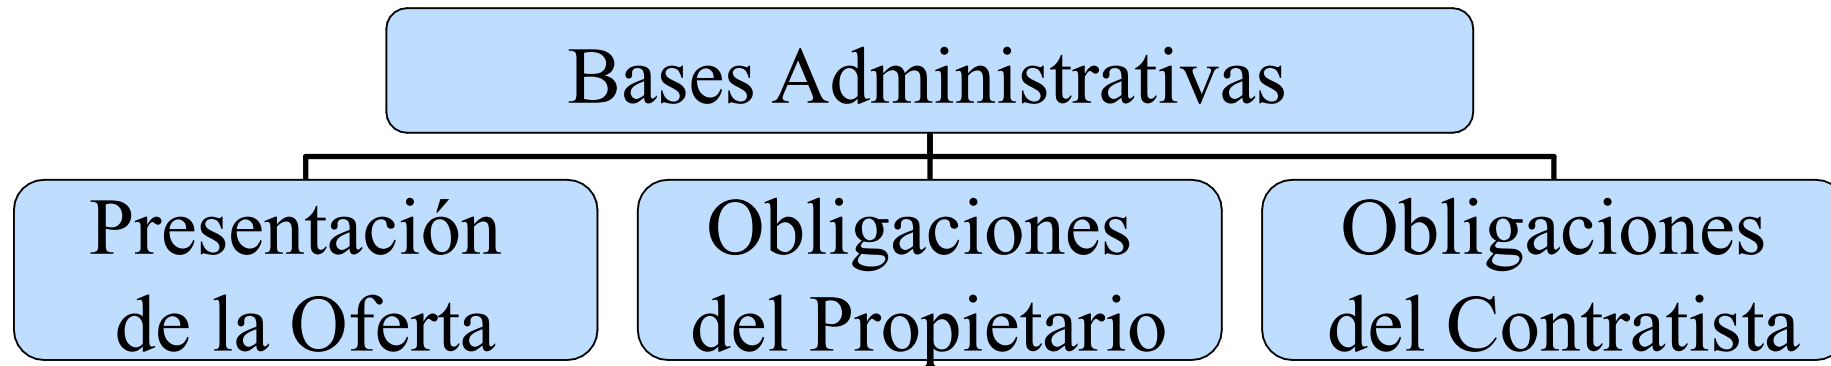 Bases Administrativas
Presentación
de la Oferta
Obligaciones
del Propietario
Obligaciones
del Contratista